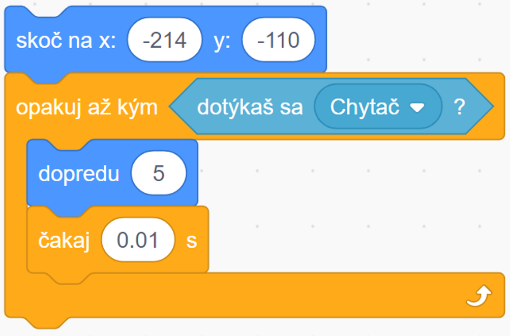 skoč na x: -214 y: -110
opakuj až kým dotýkaš sa Chytač ?
dopredu 5
čakaj 0.01 s